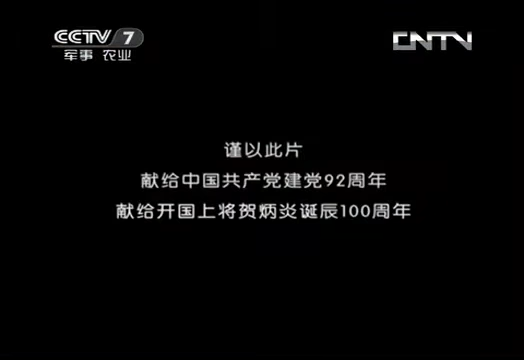 CCTV 7
CNTV
军事 农业
谨以此片
献给中国共产党建党92周年
献给开国上将贺炳炎诞辰100周年